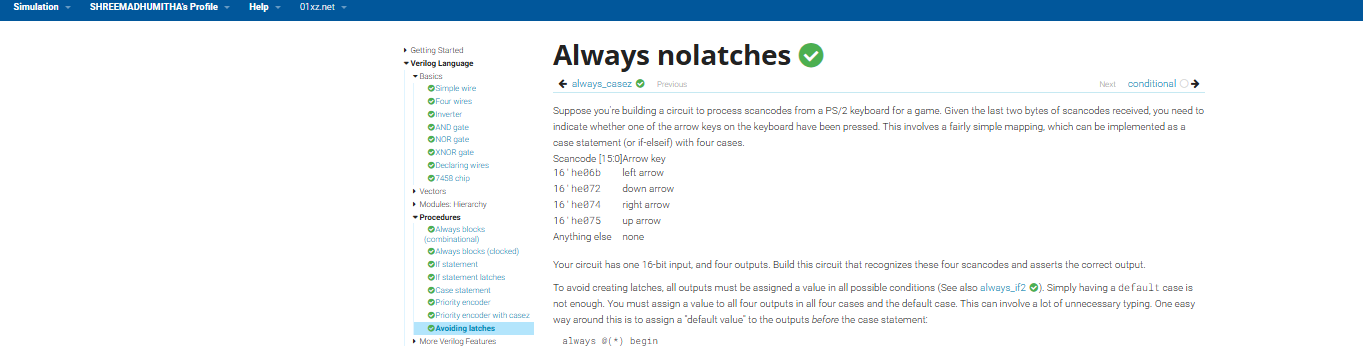 Simulation SHREEMADHUMITHA's Profile Help 01xz.net
Getting Started
Verilog Language
Basics
Simple wire
Four wires
Inverter
AND gate
NOR gate
XNOR gate
Declaring wires
7458 chip
Vectors
Modules: Hierarchy
Procedures
Always blocks
(combinational)
Always blocks (clocked)
If statement
If statement latches
Case statement
Priority encoder
Priority encoder with casez
Avoiding latches
More Verilog Features
Always nolatches
always_casez Previous Next conditional
Suppose you're building a circuit to process scancodes from a PS/2 keyboard for a game. Given the last two bytes of scancodes received, you need to
indicate whether one of the arrow keys on the keyboard have been pressed. This involves a fairly simple mapping, which can be implemented as a
case statement (or if-elseif) with four cases.
Scancode [15:0] Arrow key
16'he06b left arrow
16'he072 down arrow
16'he074 right arrow
16'he075 up arrow
Anything else none
Your circuit has one 16-bit input, and four outputs. Build this circuit that recognizes these four scancodes and asserts the correct output.
To avoid creating latches, all outputs must be assigned a value in all possible conditions (See also always_if2 ). Simply having a default case is
not enough. You must assign a value to all four outputs in all four cases and the default case. This can involve a lot of unnecessary typing. One easy
way around this is to assign a "default value" to the outputs before the case statement:
always @(*) begin